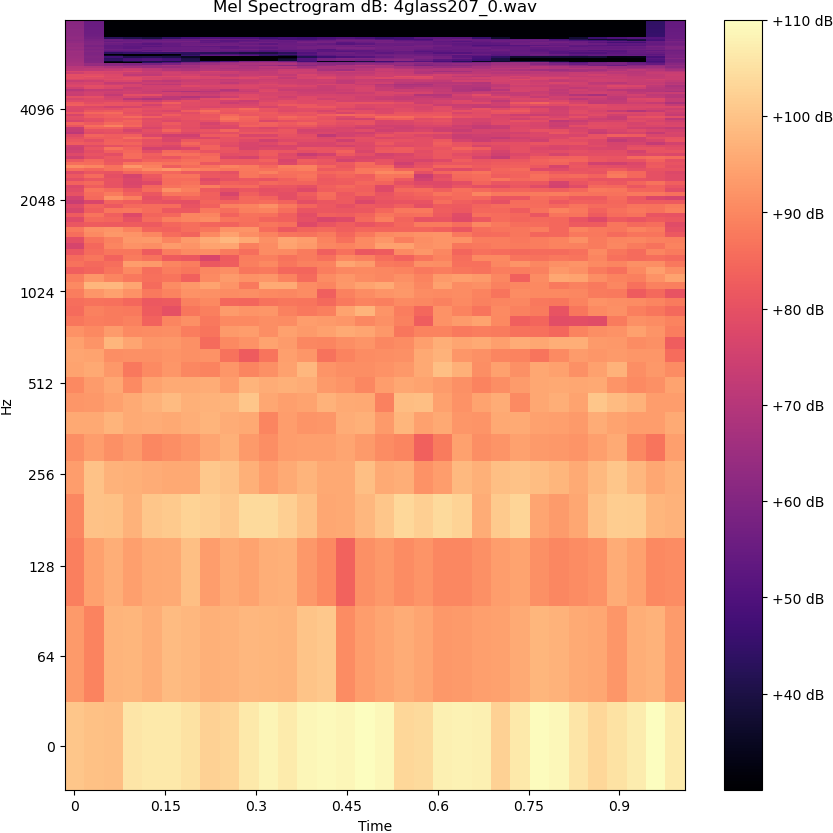 Mel Spectrogram dB: 4glass207_0.wav
+110 dB
+100 dB
+90 dB
+80 dB
+70 dB
+60 dB
+50 dB
+40 dB
4096
2048
1024
512
256
128
64
0
Hz
0 0.15 0.3 0.45 0.6 0.75 0.9
Time